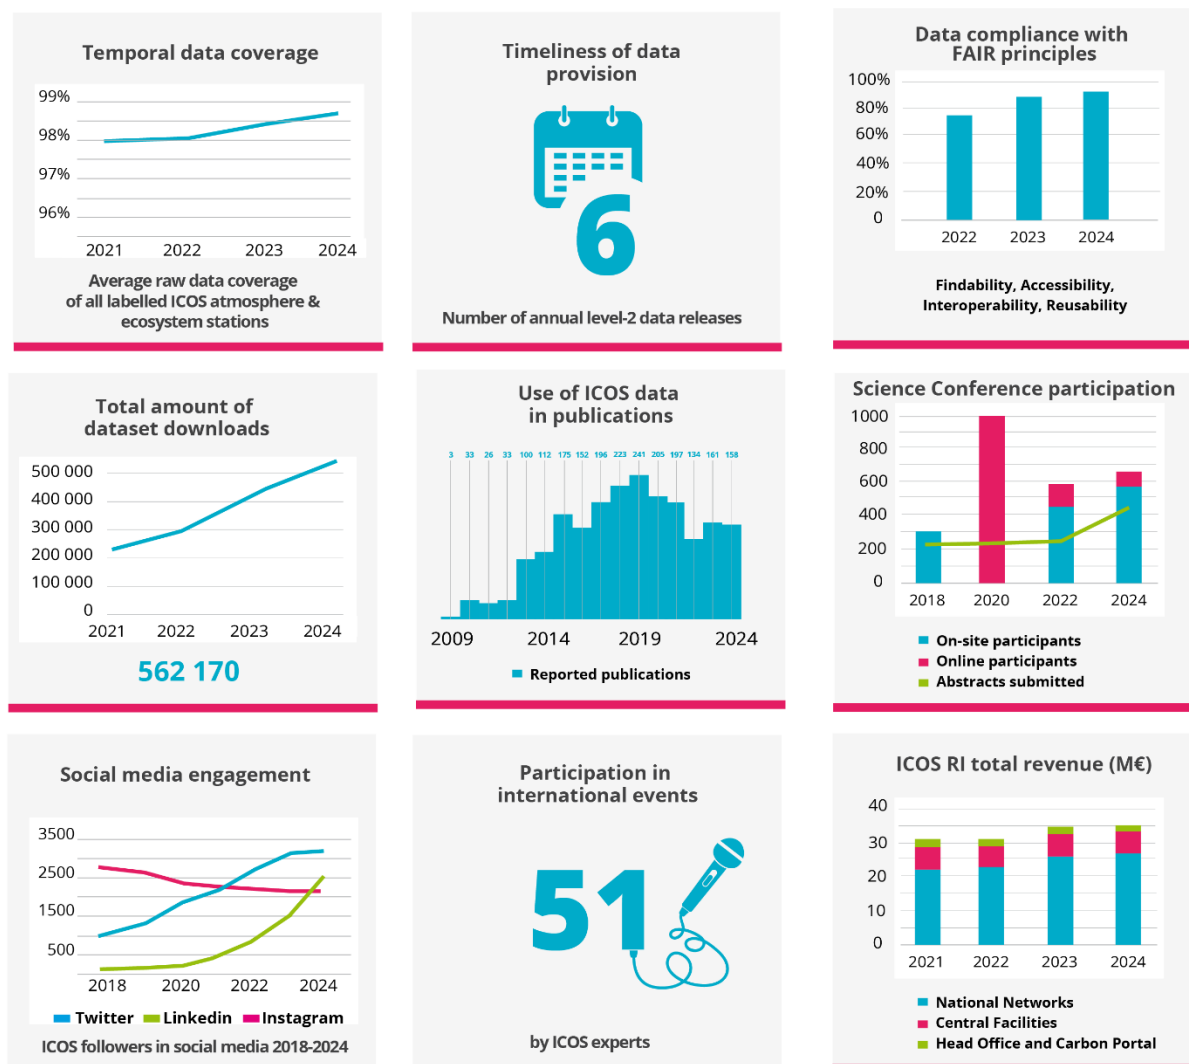 Temporal data coverage
99%
98%
97%
96%
2021 2022 2023 2024
Average raw data coverage
of all labelled ICOS atmosphere &
ecosystem stations
Timeliness of data
provision
6
Number of annual level-2 data releases
Data compliance with
FAIR principles
100%
80%
60%
40%
20%
0
2022 2023 2024
Findability, Accessibility,
Interoperability, Reusability
Total amount of
dataset downloads
500 000
400 000
300 000
200 000
100 000
0
2021 2022 2023 2024
562 170
Use of ICOS data
in publications
3 33 26 33 100 112 175 152 196 223 241 205 197 134 161 158
2009 2014 2019 2024
Reported publications
Science Conference participation
1000
800
600
400
200
0
2018 2020 2022 2024
On-site participants
Online participants
Abstracts submitted
Social media engagement
3500
2500
1500
500
2018 2020 2022 2024
Twitter Linkedin Instagram
ICOS followers in social media 2018-2024
Participation in
international events
51
by ICOS experts
ICOS RI total revenue (M€)
40
30
20
10
0
2021 2022 2023 2024
National Networks
Central Facilities
Head Office and Carbon Portal